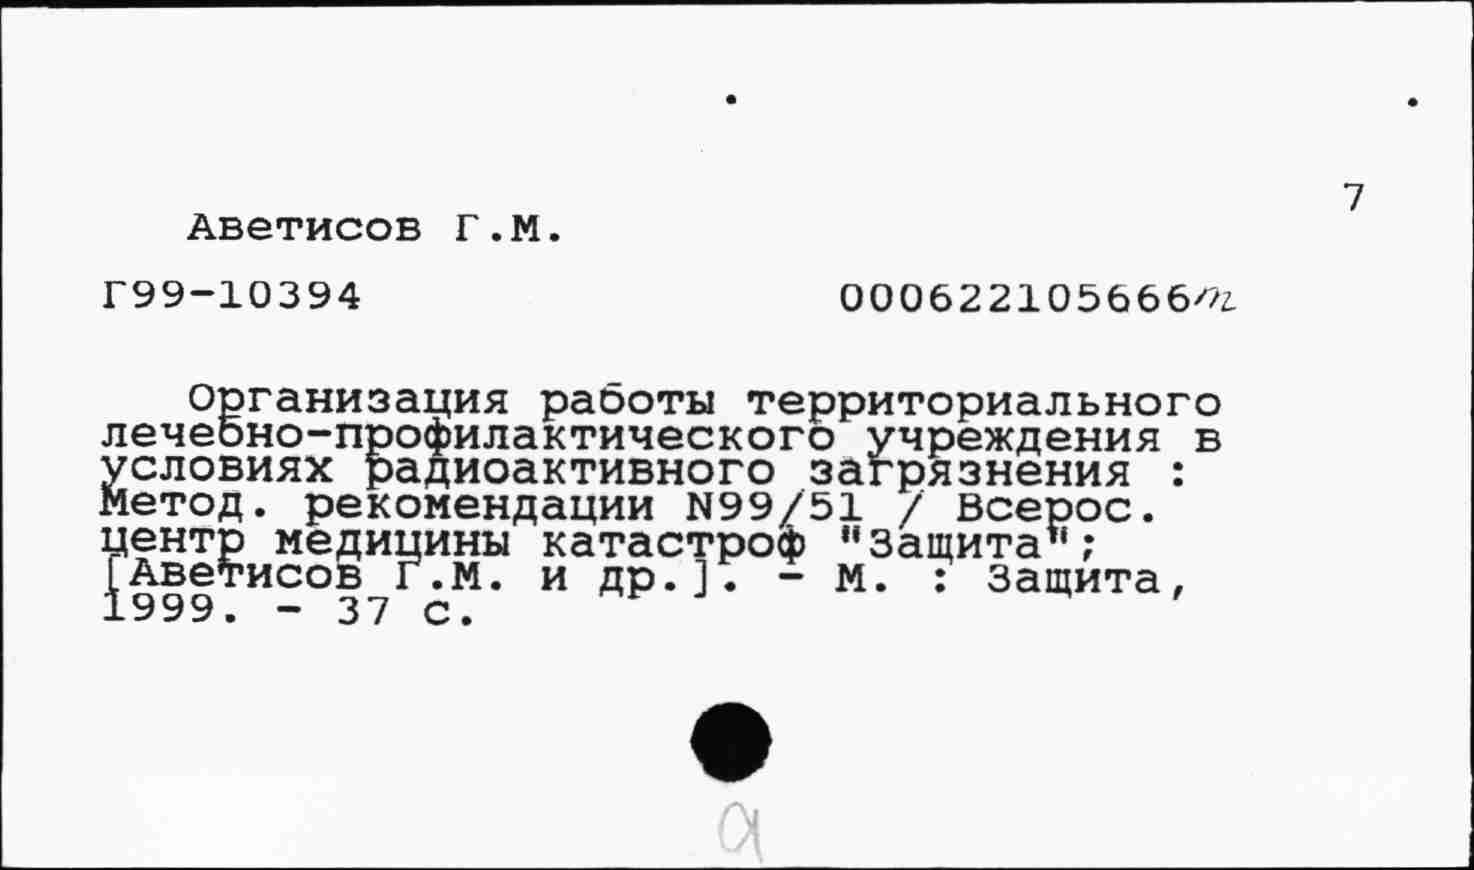 7
Аветисов Г.М.
Г99-10394 000622105666m
Организация работы территориального
лечебно-профилактического учреждения в
условиях радиоактивного загрязнения :
Метод. рекомендации N99/51 / Всерос.
центр медицины катастроф "Защита";
[Аветисов Г.М. и др.]. - М. : Защита,
1999. - 37 с.